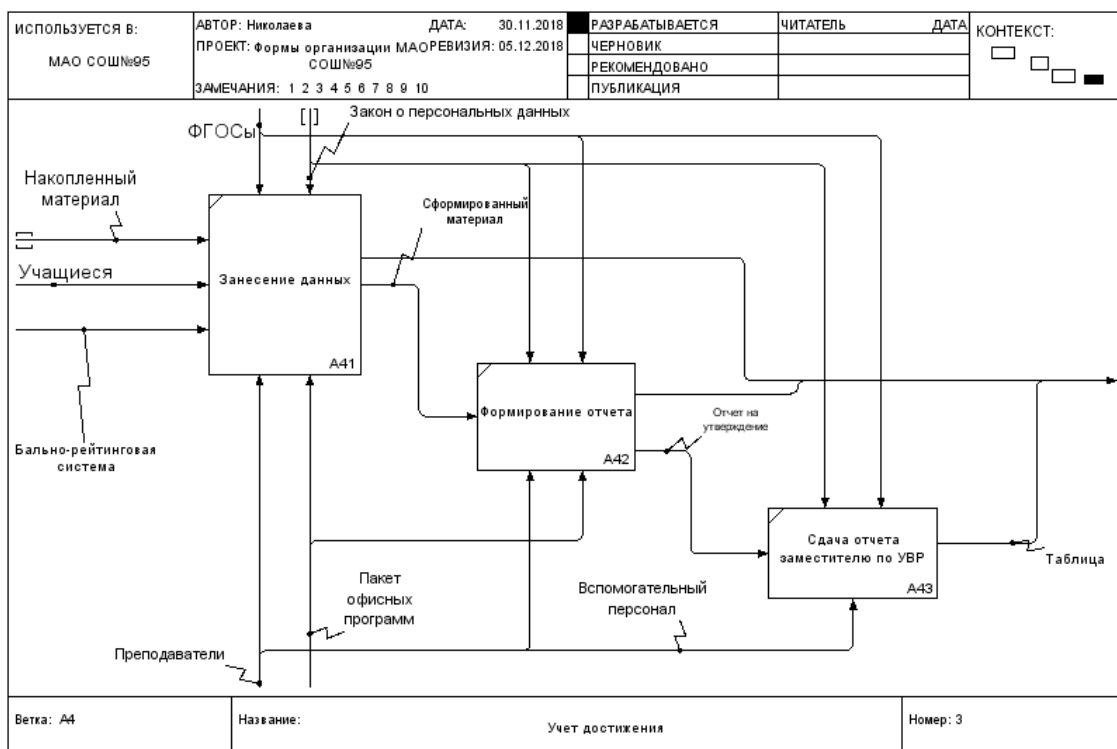 ИСПОЛЬЗУЕТСЯ В:
МАО СОШ№95
АВТОР: Николаева ДАТА: 30.11.2018
ПРОЕКТ: Формы организации МАО РЕВИЗИЯ: 05.12.2018
СОШ№95
ЗАМЕЧАНИЯ: 1 2 3 4 5 6 7 8 9 10
РАЗРАБАТЫВАЕТСЯ
ЧЕРНОВИК
РЕКОМЕНДОВАНО
ПУБЛИКАЦИЯ
ЧИТАТЕЛЬ ДАТА
КОНТЕКСТ:
ФГОСы
Закон о персональных данных
Накопленный
материал
Сформированный
материал
Учащиеся
Занесение данных
A41
Бально-рейтинговая
система
Формирование отчета
A42
Отчет на
утверждение
Сдача отчета
заместителю по УВР
A43
Таблица
Пакет
офисных
программ
Вспомогательный
персонал
Преподаватели
Ветка: A4
Название:
Учет достижения
Номер: 3